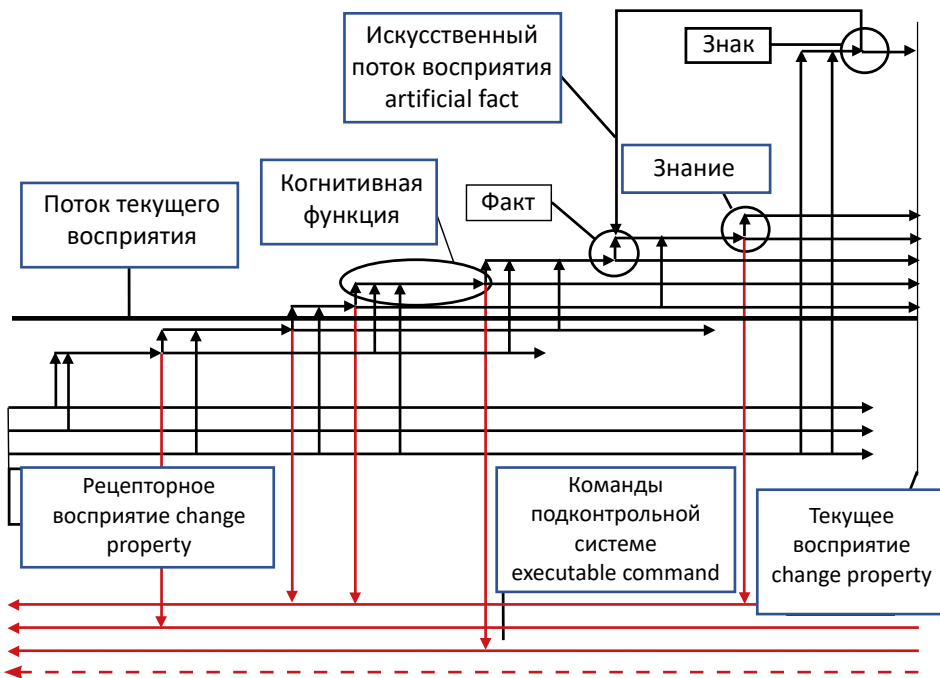 Искусственный
поток восприятия
artificial fact
Знак
Когнитивная
функция
Факт
Знание
Поток текущего
восприятия
Рецепторное
восприятие change
property
Команды
подконтрольной
системе
executable command
Текущее
восприятие
change property